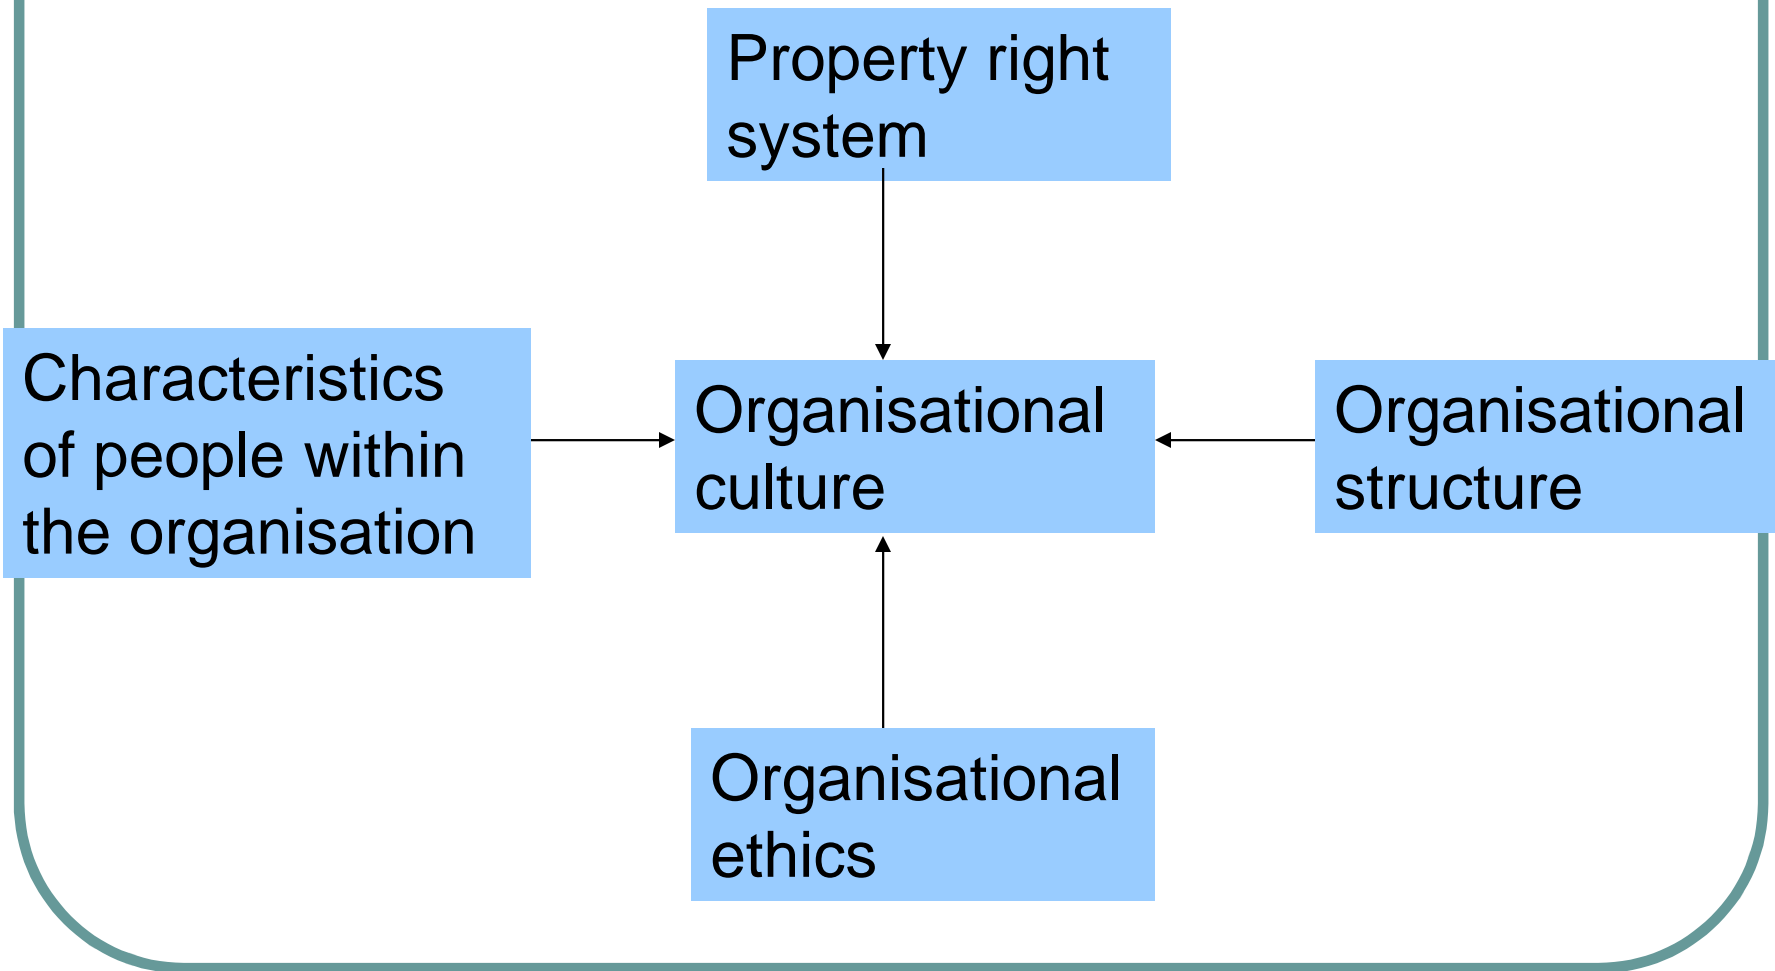 Property right
system
Characteristics
of people within
the organisation
Organisational
culture
Organisational
structure
Organisational
ethics